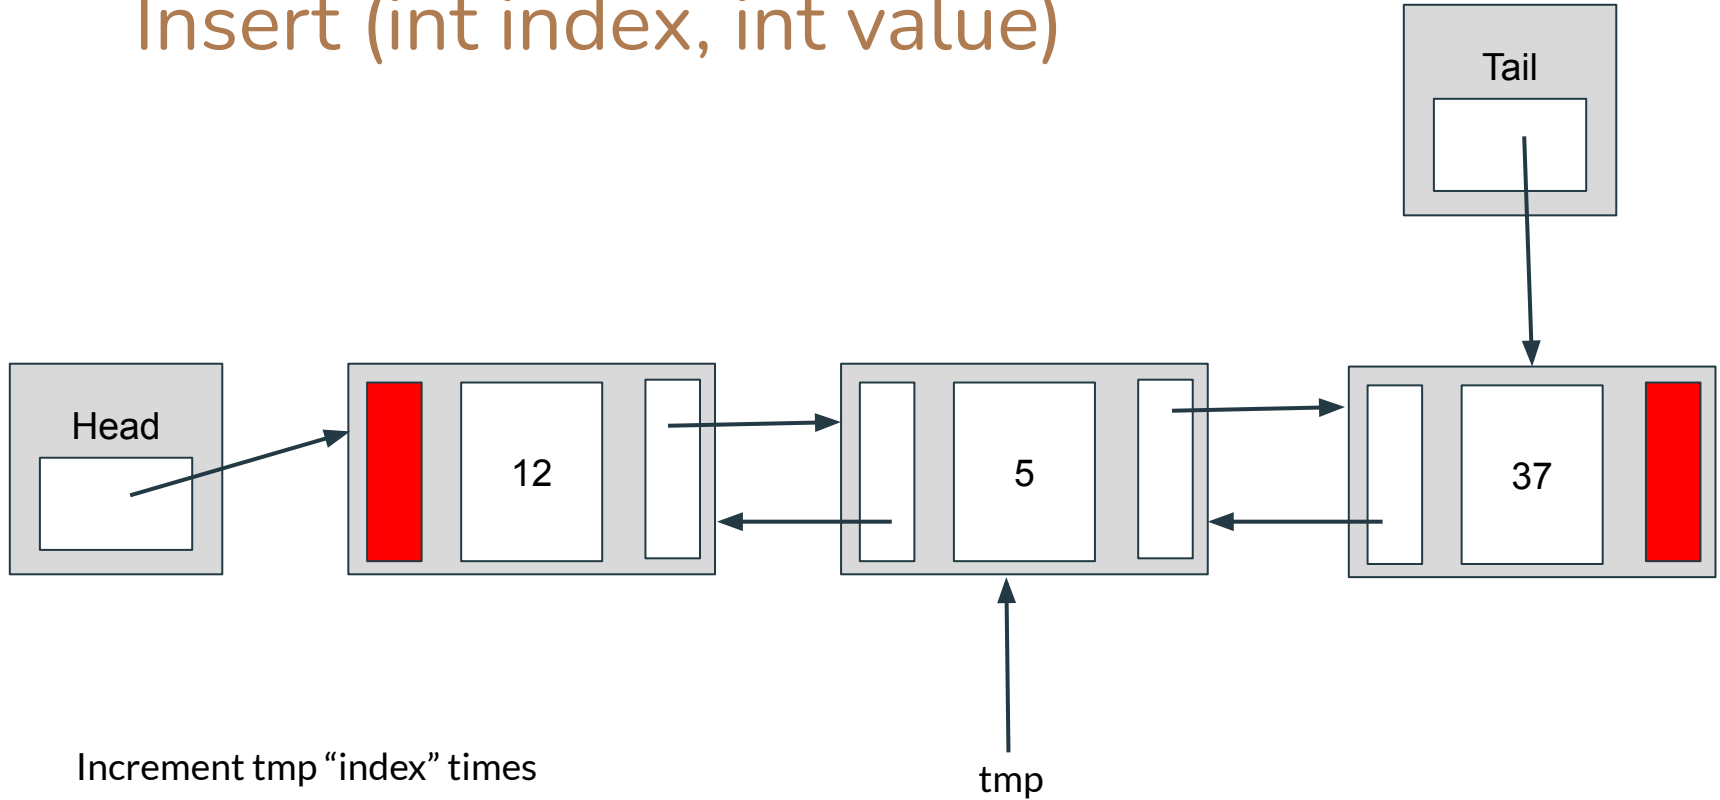 Insert (int index, int value)
Tail
Head
12
5
37
Increment tmp “index” times
tmp